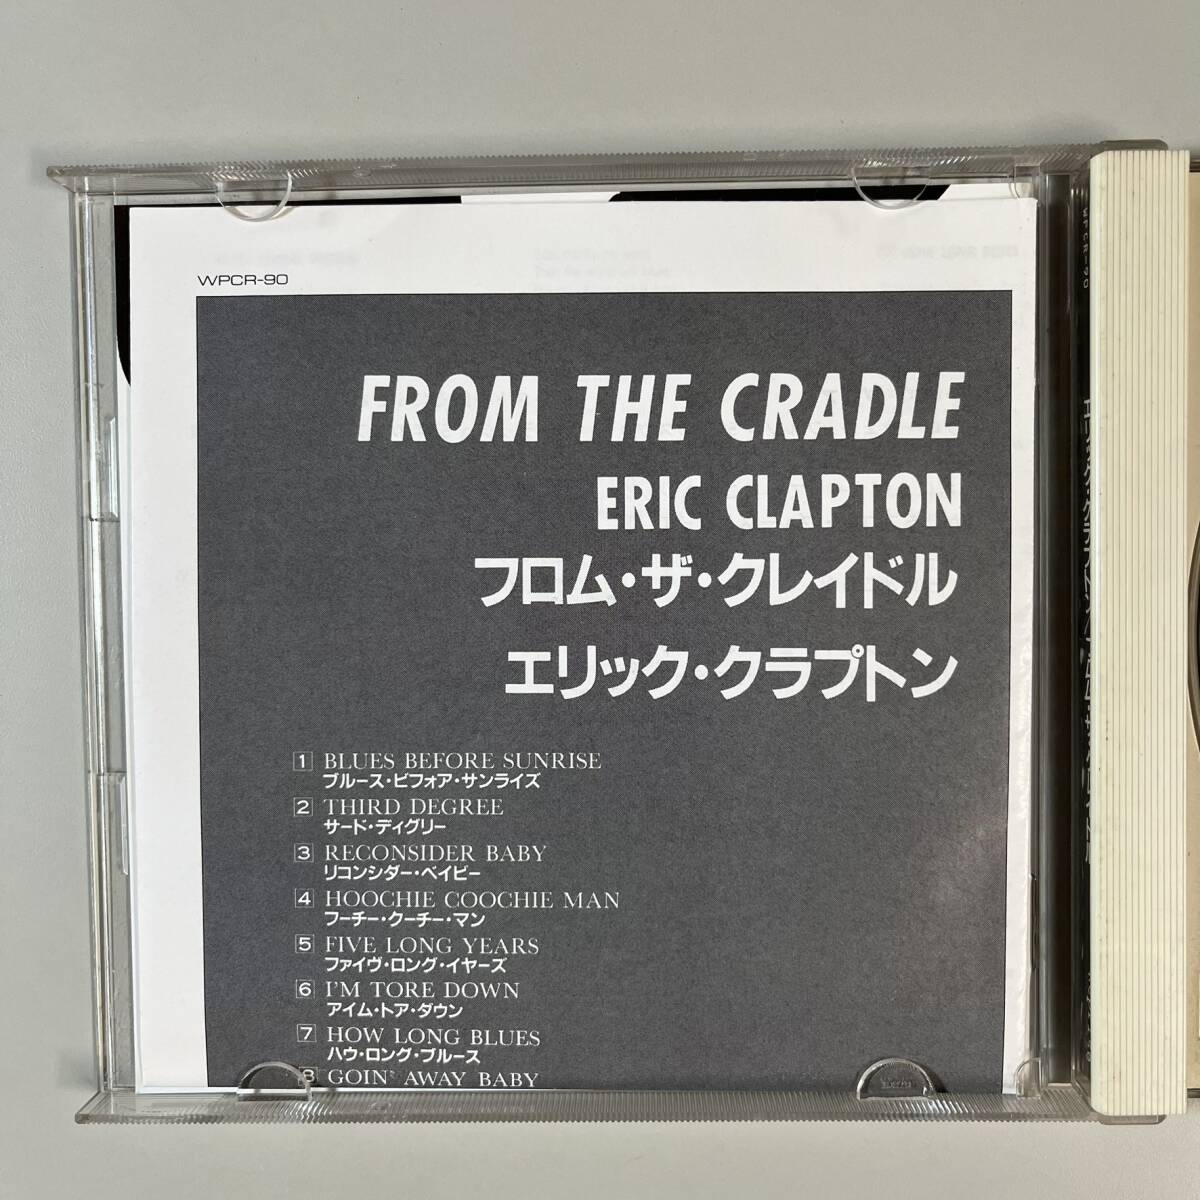 WPCR-90
FROM THE CRADLE
ERIC CLAPTON
フロム・ザ・クレイドル
エリック・クラプトン
1 BLUES BEFORE SUNRISE
ブルース・ビフォア・サンライズ
2 THIRD DEGREE
サード・ディグリー
3 RECONSIDER BABY
リコンシダー・ベイビー
4 HOOCHIE COOCHIE MAN
フーチー・クーチー・マン
5 FIVE LONG YEARS
ファイヴ・ロング・イヤーズ
6 I'M TORE DOWN
アイム・トア・ダウン
7 HOW LONG BLUES
ハウ・ロング・ブルース
8 GOIN' AWAY BABY
WPCR-90